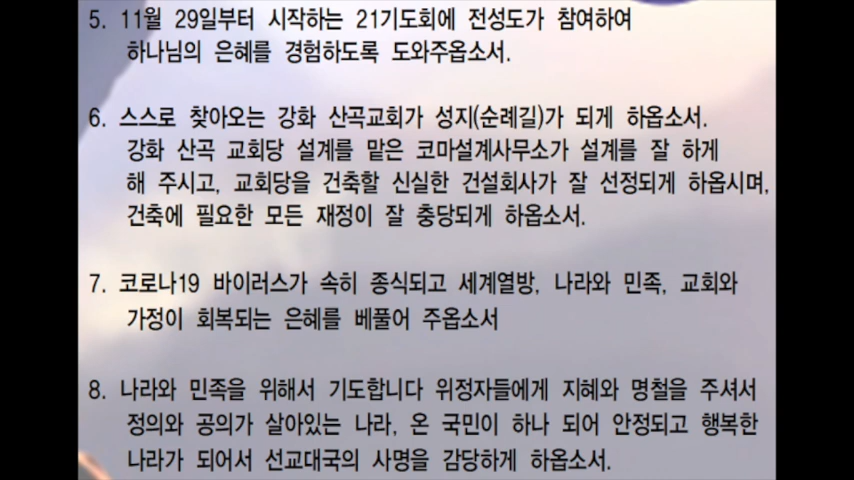 5. 11월 29일부터 시작하는 21기도회에 전성도가 참여하여
하나님의 은혜를 경험하도록 도와주옵소서.
6. 스스로 찾아오는 강화 산곡교회가 성지(순례길)가 되게 하옵소서.
강화 산곡 교회당 설계를 맡은 코마설계사무소가 설계를 잘 하게
해 주시고, 교회당을 건축할 신실한 건설회사가 잘 선정되게 하옵시며,
건축에 필요한 모든 재정이 잘 충당되게 하옵소서.
7. 코로나19 바이러스가 속히 종식되고 세계열방, 나라와 민족, 교회와
가정이 회복되는 은혜를 베풀어 주옵소서
8. 나라와 민족을 위해서 기도합니다 위정자들에게 지혜와 명철을 주셔서
정의와 공의가 살아있는 나라, 온 국민이 하나 되어 안정되고 행복한
나라가 되어서 선교대국의 사명을 감당하게 하옵소서.